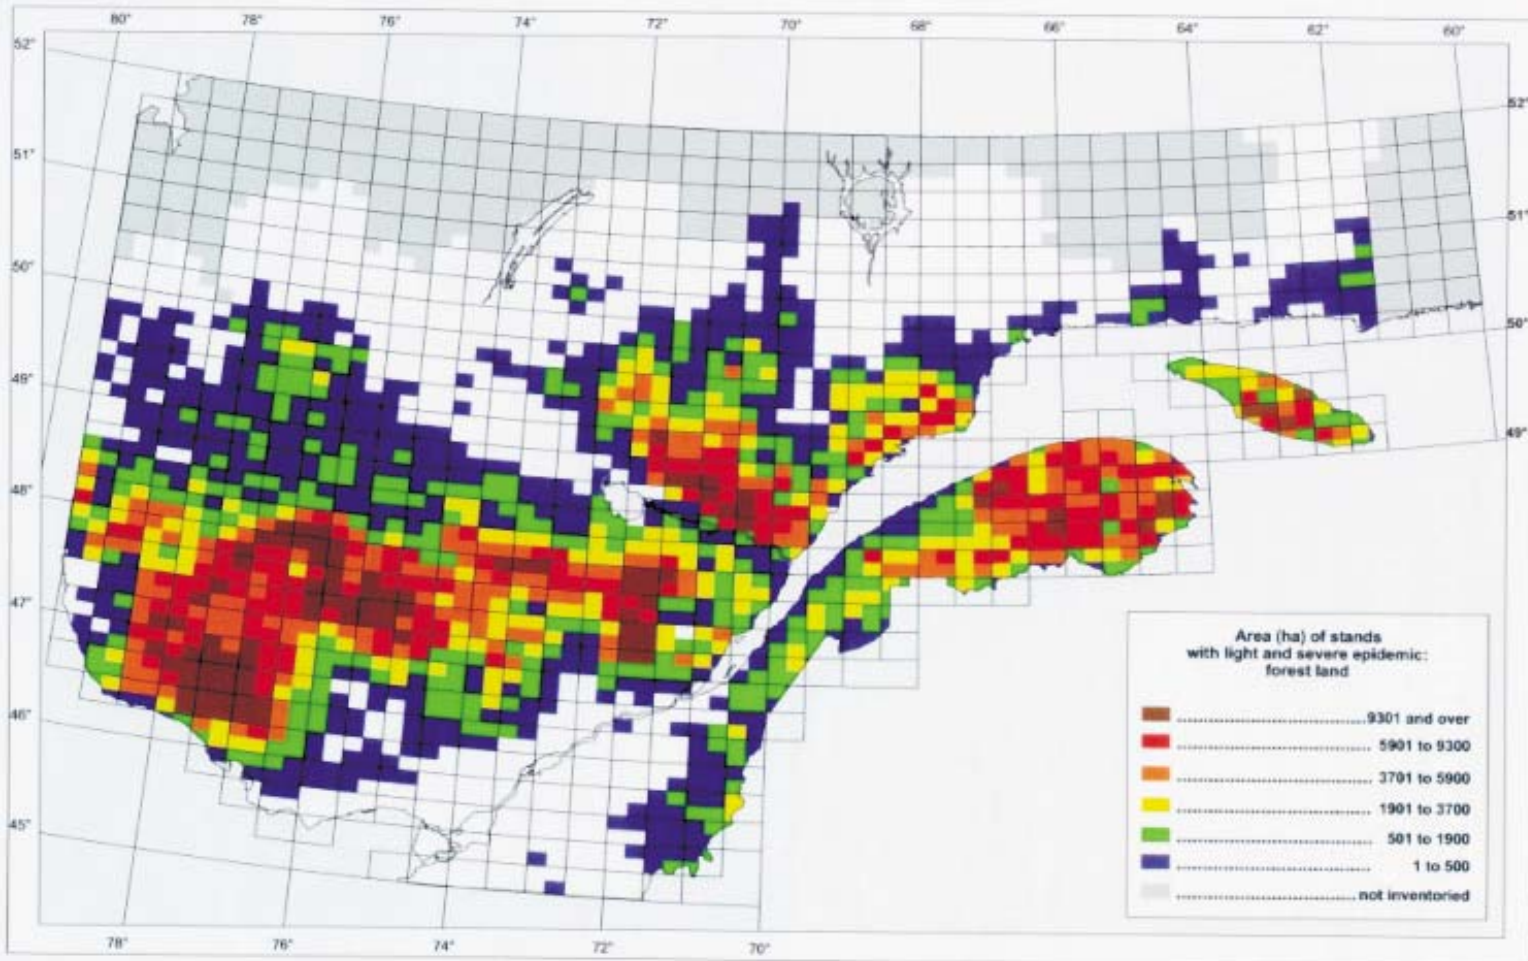 80° 78° 76° 74° 72° 70° 68° 66° 64° 62° 60°
52°
52°
51°
51°
50°
50°
49°
49°
48°
47°
46°
45°
Area (ha) of stands
with light and severe epidemic:
forest land
9301 and over
5901 to 9300
3701 to 5900
1901 to 3700
501 to 1900
1 to 500
not inventoried
78° 76° 74° 72° 70°